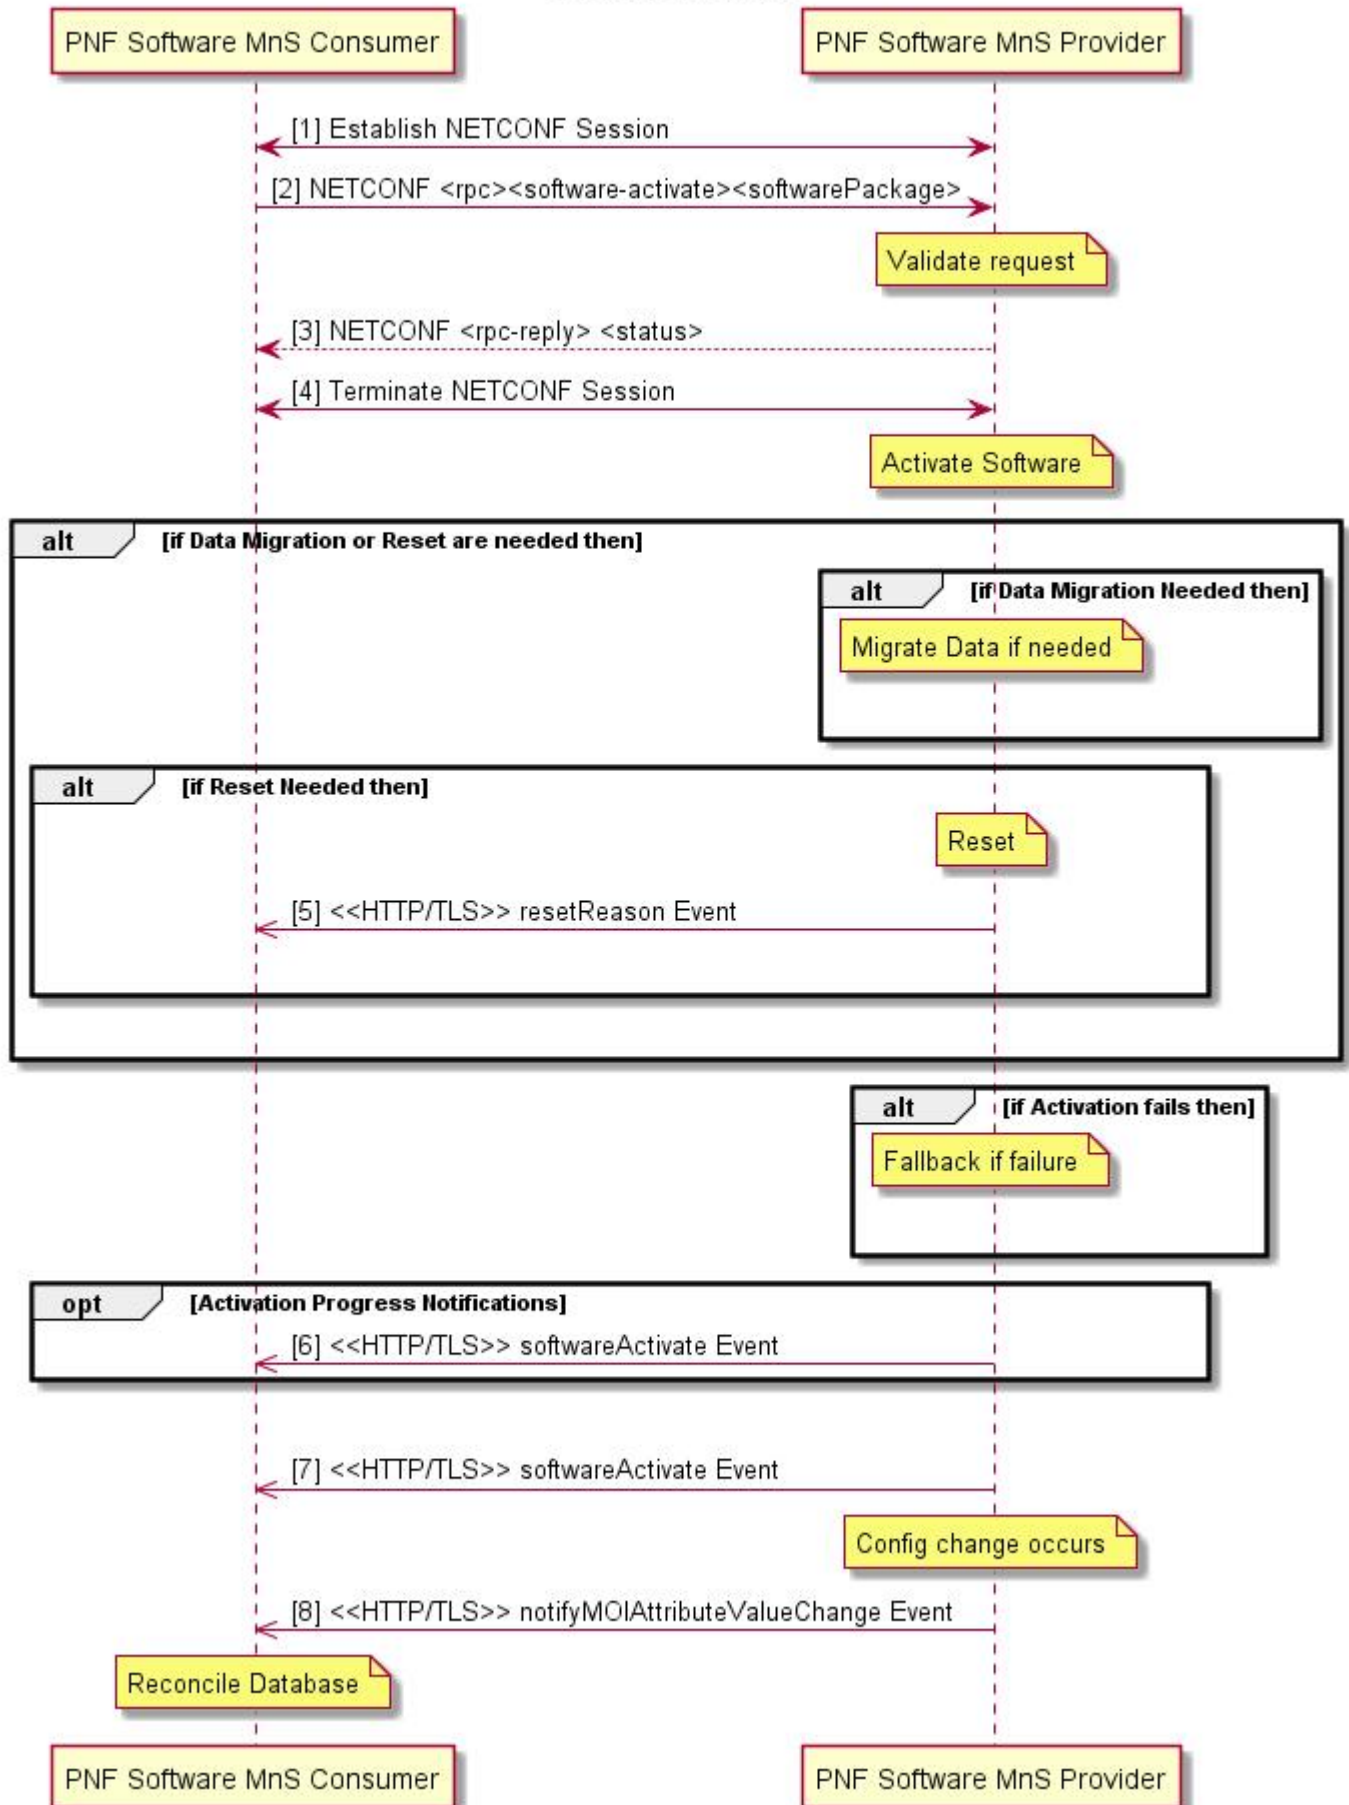 PNF Software MnS Consumer
PNF Software MnS Provider
[1] Establish NETCONF Session
[2] NETCONF <rpc><software-activate><softwarePackage>
Validate request
[3] NETCONF <rpc-reply> <status>
[4] Terminate NETCONF Session
Activate Software
alt [if Data Migration or Reset are needed then]
alt [if Data Migration Needed then]
Migrate Data if needed
alt [if Reset Needed then]
Reset
[5] <<HTTP/TLS>> resetReason Event
alt [if Activation fails then]
Fallback if failure
opt [Activation Progress Notifications]
[6] <<HTTP/TLS>> softwareActivate Event
[7] <<HTTP/TLS>> softwareActivate Event
Config change occurs
[8] <<HTTP/TLS>> notifyMOIAttributeValueChange Event
Reconcile Database
PNF Software MnS Consumer
PNF Software MnS Provider